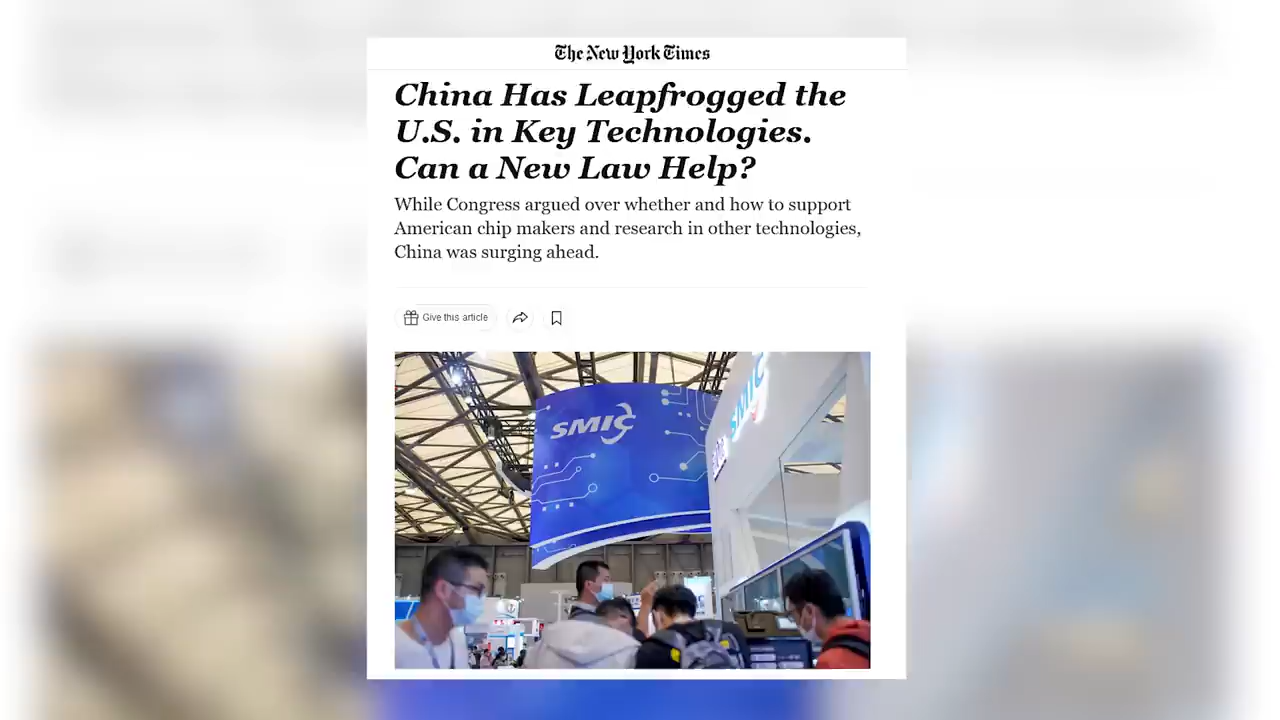 The New York Times
China Has Leapfrogged the
U.S. in Key Technologies.
Can a New Law Help?
While Congress argued over whether and how to support
American chip makers and research in other technologies,
China was surging ahead.
Give this article
SMIC
SMIC